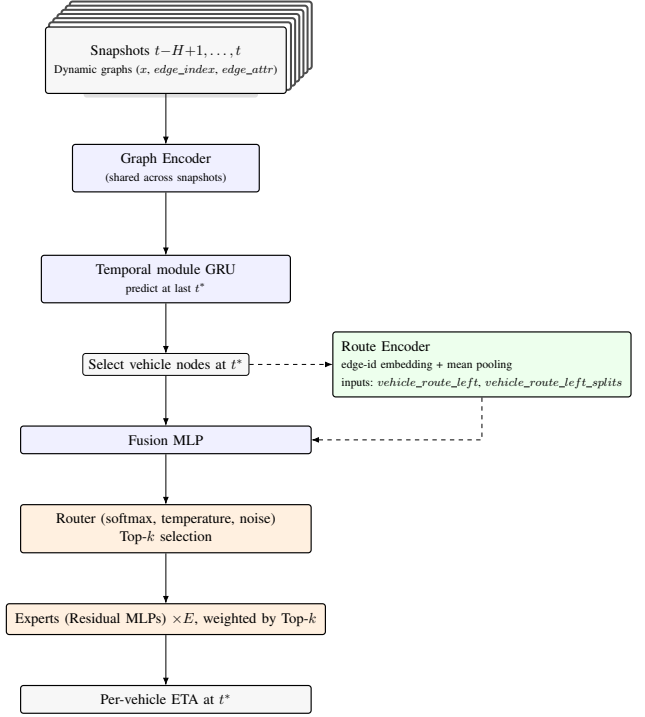 Snapshots t−H+1, . . . , t
Dynamic graphs (x, edge_index, edge_attr)
Graph Encoder
(shared across snapshots)
Temporal module GRU
predict at last t*
Select vehicle nodes at t*
Route Encoder
edge-id embedding + mean pooling
inputs: vehicle_route_left, vehicle_route_left_splits
Fusion MLP
Router (softmax, temperature, noise)
Top-k selection
Experts (Residual MLPs) ×E, weighted by Top-k
Per-vehicle ETA at t*